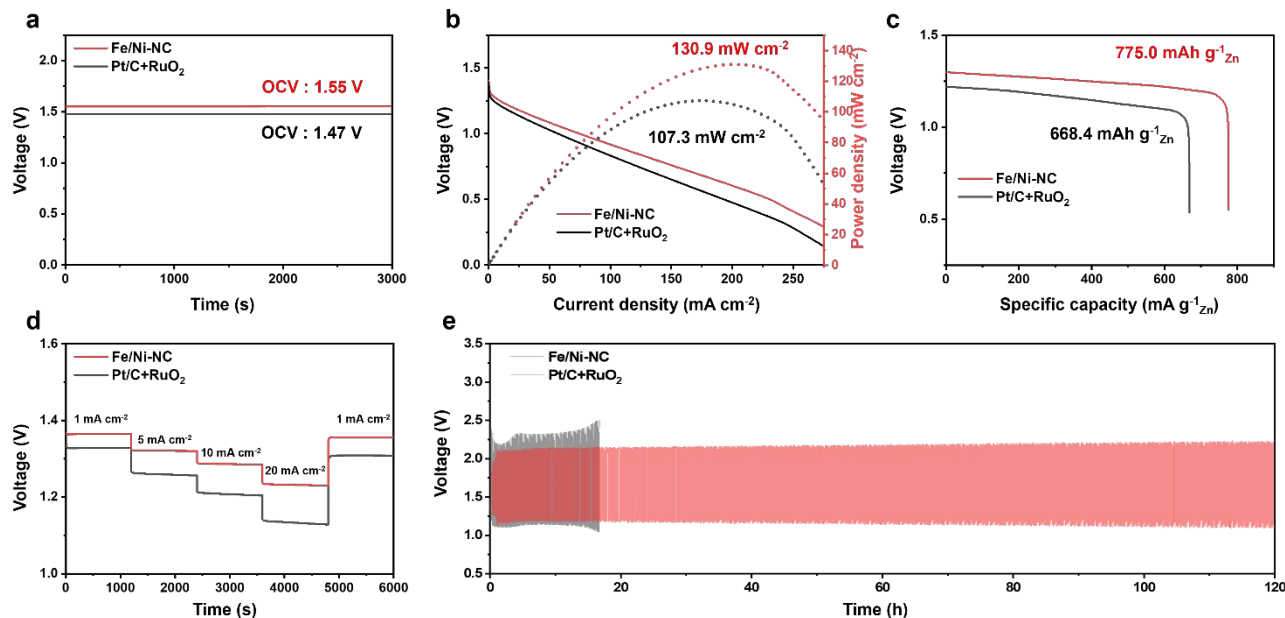 a
Fe/Ni-NC
Pt/C+RuO₂
OCV : 1.55 V
OCV : 1.47 V
2.0
1.5
1.0
0.5
0.0
0
1000
2000
3000
Voltage (V)
Time (s)
b
130.9 mW cm⁻²
107.3 mW cm⁻²
Fe/Ni-NC
Pt/C+RuO₂
1.5
1.0
0.5
0.0
0
50
100
150
200
250
140
120
100
80
60
40
20
0
Voltage (V)
Power density (mW cm⁻²)
Current density (mA cm⁻²)
c
775.0 mAh g⁻¹Zn
668.4 mAh g⁻¹Zn
Fe/Ni-NC
Pt/C+RuO₂
1.5
1.0
0.5
0
200
400
600
800
Voltage (V)
Specific capacity (mA g⁻¹Zn)
d
Fe/Ni-NC
Pt/C+RuO₂
1 mA cm⁻²
5 mA cm⁻²
10 mA cm⁻²
20 mA cm⁻²
1 mA cm⁻²
1.6
1.4
1.2
1.0
0
1000
2000
3000
4000
5000
6000
Voltage (V)
Time (s)
e
Fe/Ni-NC
Pt/C+RuO₂
3.5
3.0
2.5
2.0
1.5
1.0
0.5
0
20
40
60
80
100
120
Voltage (V)
Time (h)